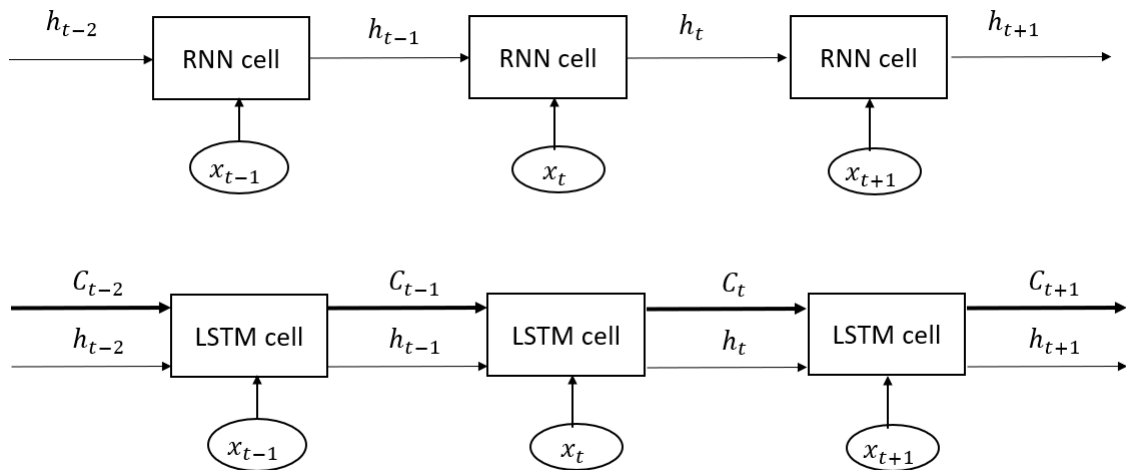 h_{t-2} h_{t-1} h_t h_{t+1}
RNN cell RNN cell RNN cell
x_{t-1} x_t x_{t+1}
C_{t-2} C_{t-1} C_t C_{t+1}
LSTM cell LSTM cell LSTM cell
h_{t-2} h_{t-1} h_t h_{t+1}
x_{t-1} x_t x_{t+1}